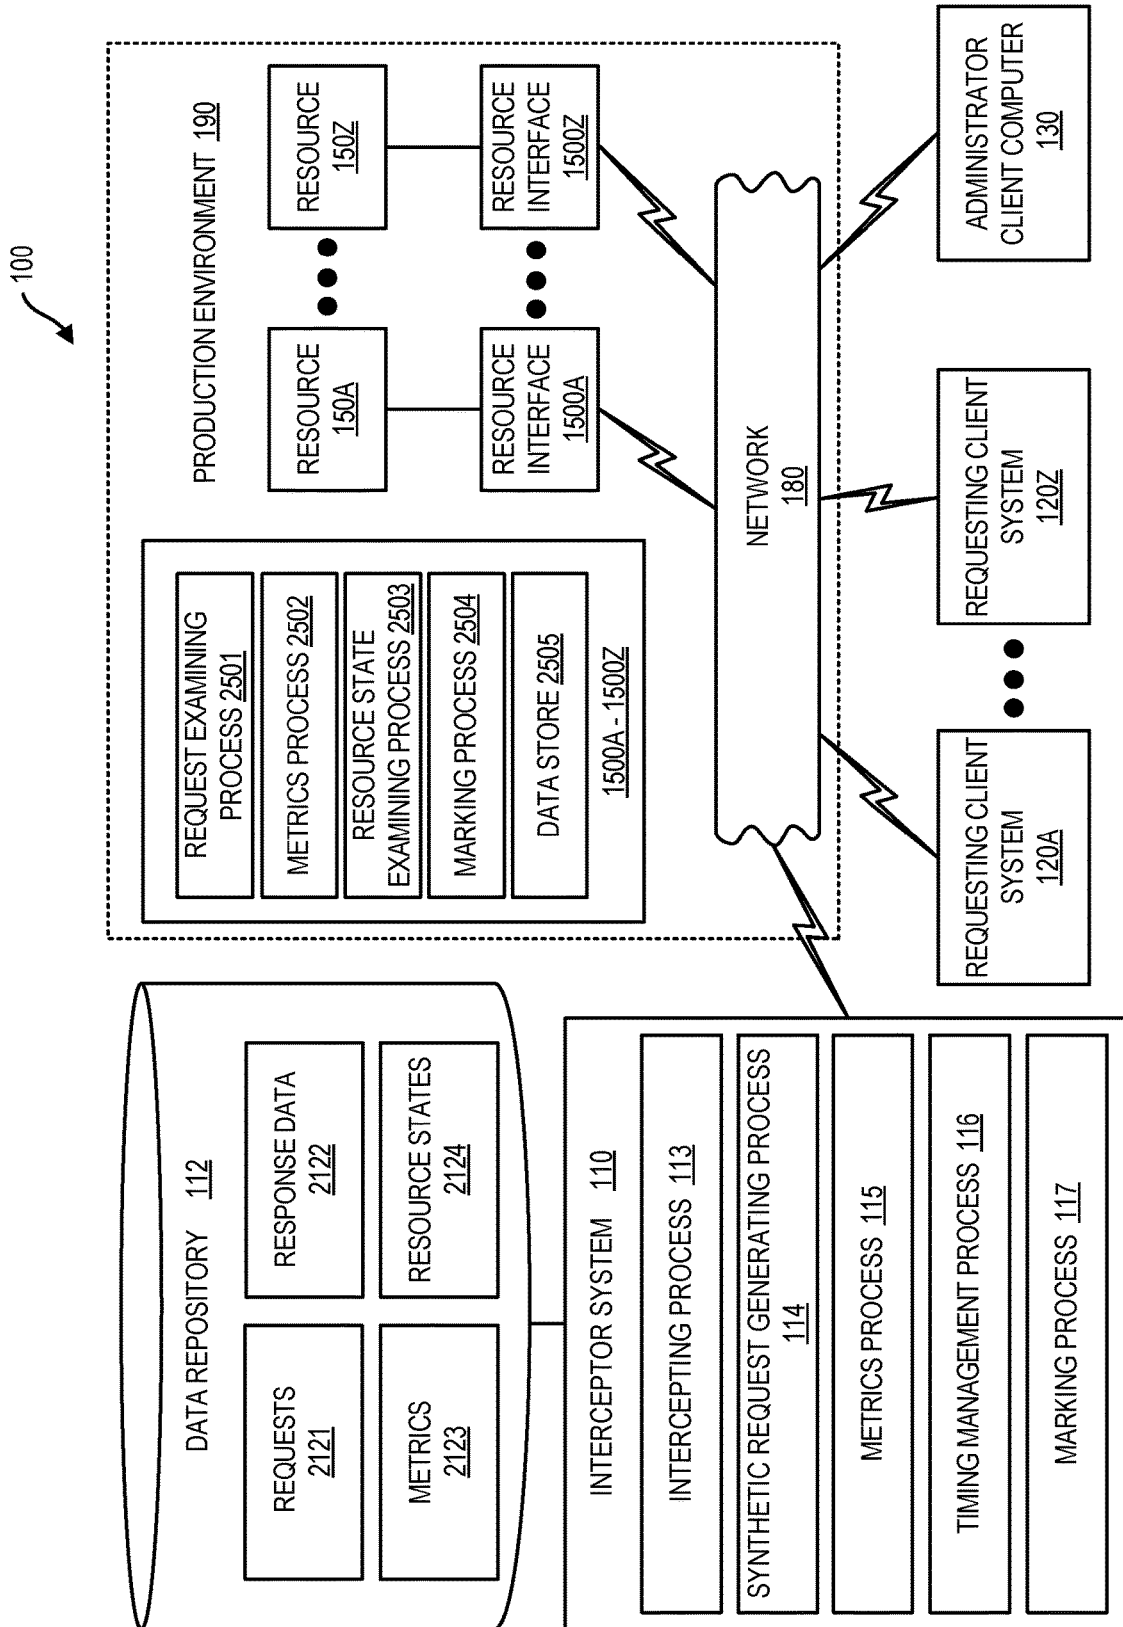 100
DATA REPOSITORY 112
REQUESTS
2121
RESPONSE DATA
2122
METRICS
2123
RESOURCE STATES
2124
INTERCEPTOR SYSTEM 110
INTERCEPTING PROCESS 113
SYNTHETIC REQUEST GENERATING PROCESS
114
METRICS PROCESS 115
TIMING MANAGEMENT PROCESS 116
MARKING PROCESS 117
PRODUCTION ENVIRONMENT 190
REQUEST EXAMINING
PROCESS 2501
METRICS PROCESS 2502
RESOURCE STATE
EXAMINING PROCESS 2503
MARKING PROCESS 2504
DATA STORE 2505
1500A - 1500Z
RESOURCE
150A
RESOURCE
150Z
RESOURCE
INTERFACE
1500A
RESOURCE
INTERFACE
1500Z
NETWORK
180
REQUESTING CLIENT
SYSTEM
120A
REQUESTING CLIENT
SYSTEM
120Z
ADMINISTRATOR
CLIENT COMPUTER
130